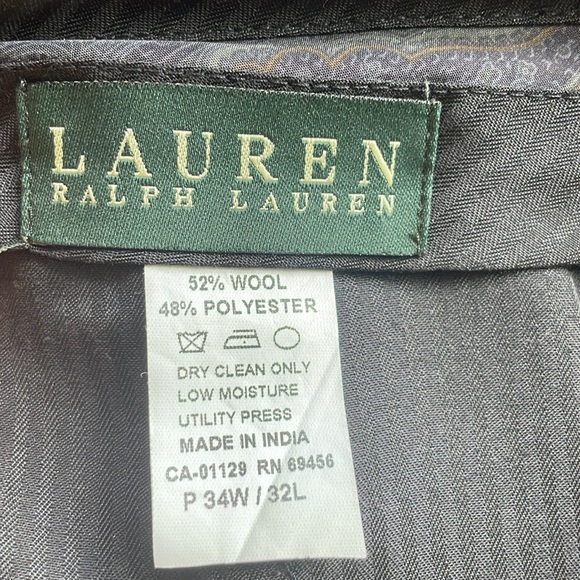 LAUREN
RALPH LAUREN
52% WOOL
48% POLYESTER
DRY CLEAN ONLY
LOW MOISTURE
UTILITY PRESS
MADE IN INDIA
CA-01129 RN 69456
P 34W / 32L